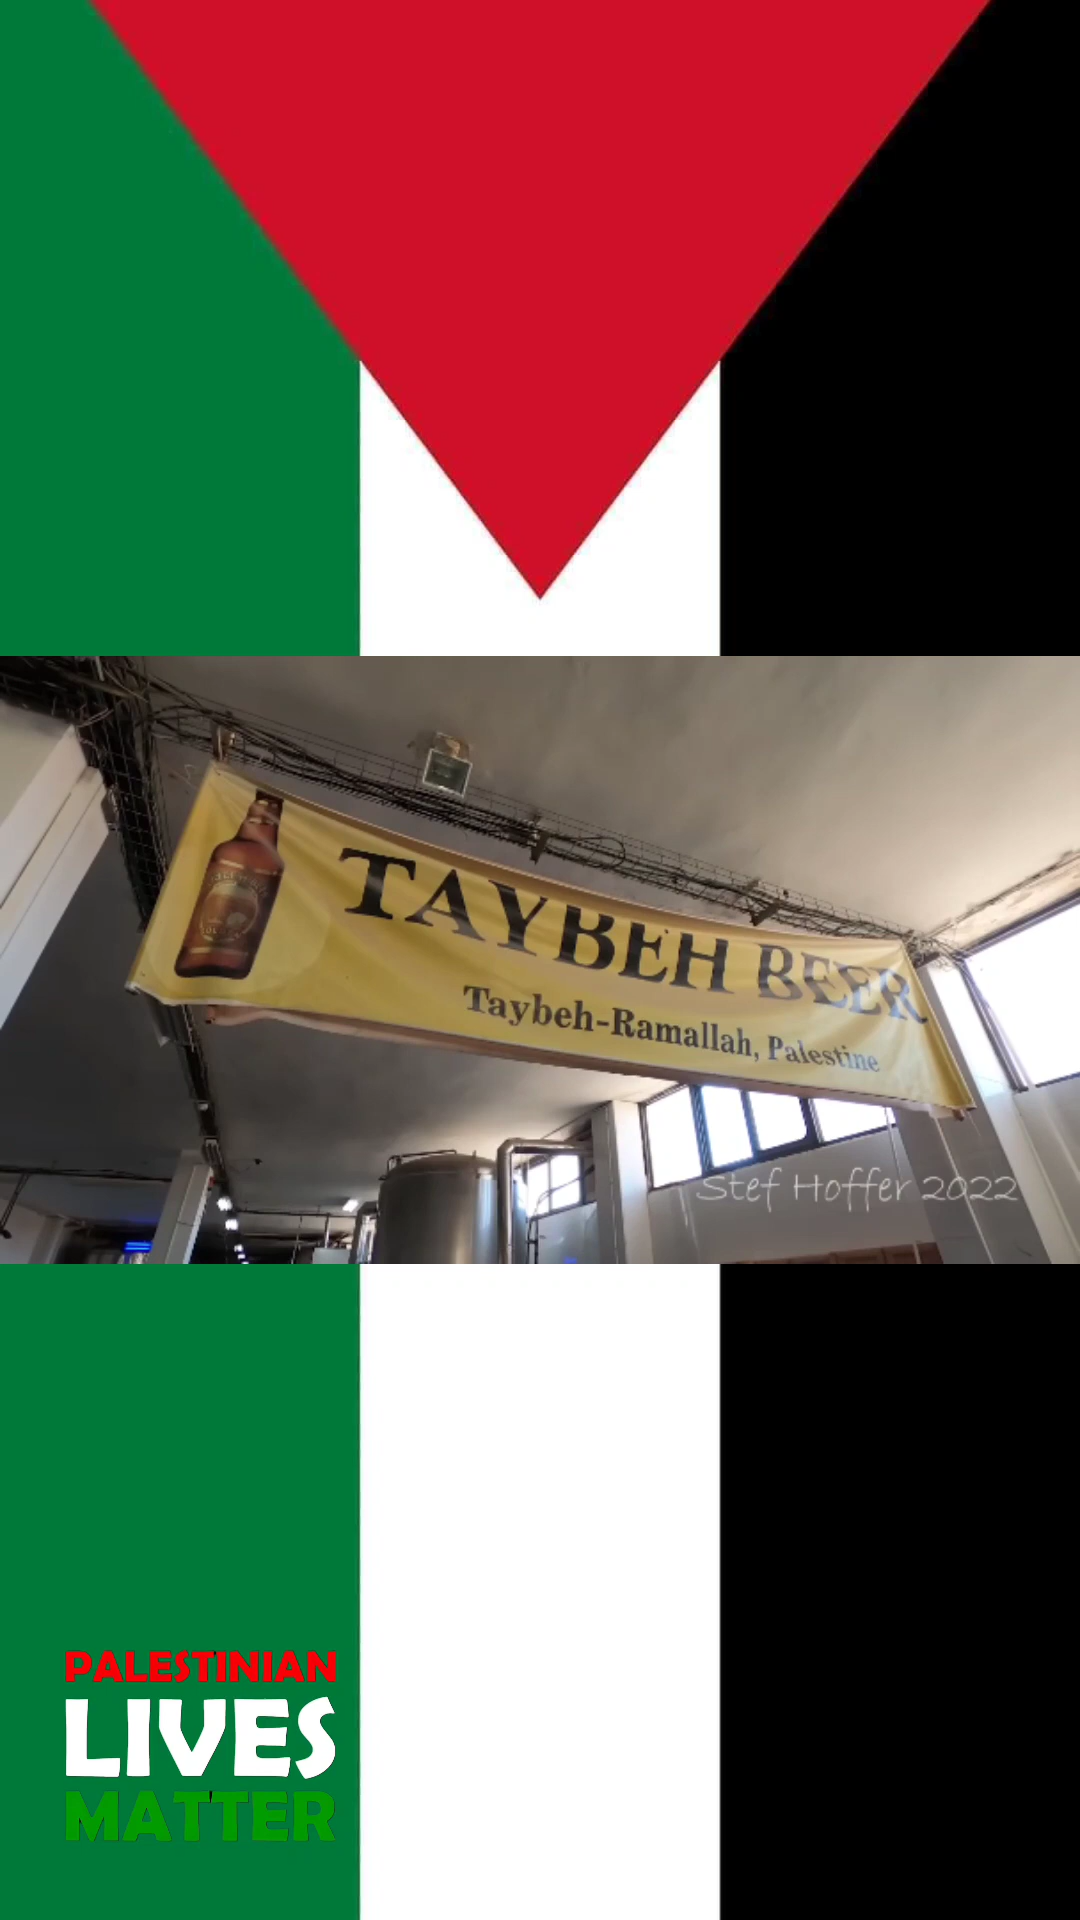 TAYBEH BEER
Taybeh-Ramallah, Palestine
Stef Hoffer 2022
PALESTINIAN
LIVES
MATTER